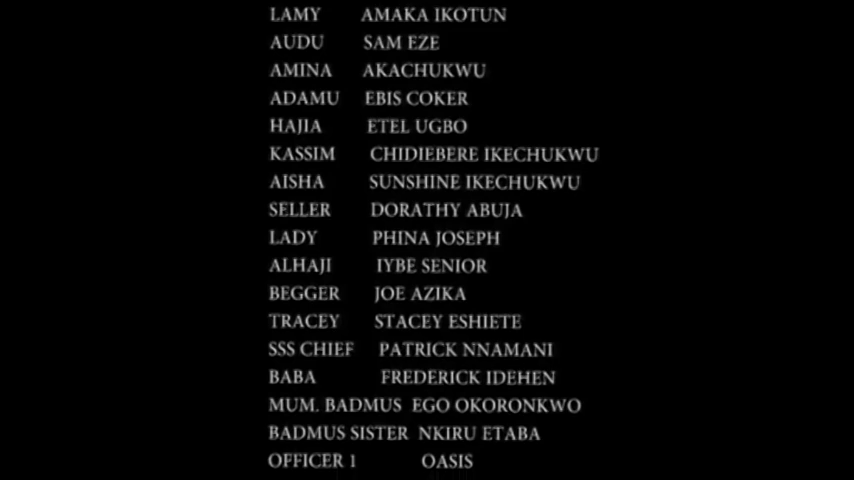 LAMY AMAKA IKOTUN
AUDU SAM EZE
AMINA AKACHUKWU
ADAMU EBIS COKER
HAJIA ETEL UGBO
KASSIM CHIDIEBERE IKECHUKWU
AISHA SUNSHINE IKECHUKWU
SELLER DORATHY ABUJA
LADY PHINA JOSEPH
ALHAJI IYBE SENIOR
BEGGER JOE AZIKA
TRACEY STACEY ESHIETE
SSS CHIEF PATRICK NNAMANI
BABA FREDERICK IDEHEN
MUM. BADMUS EGO OKORONKWO
BADMUS SISTER NKIRU ETABA
OFFICER 1 OASIS